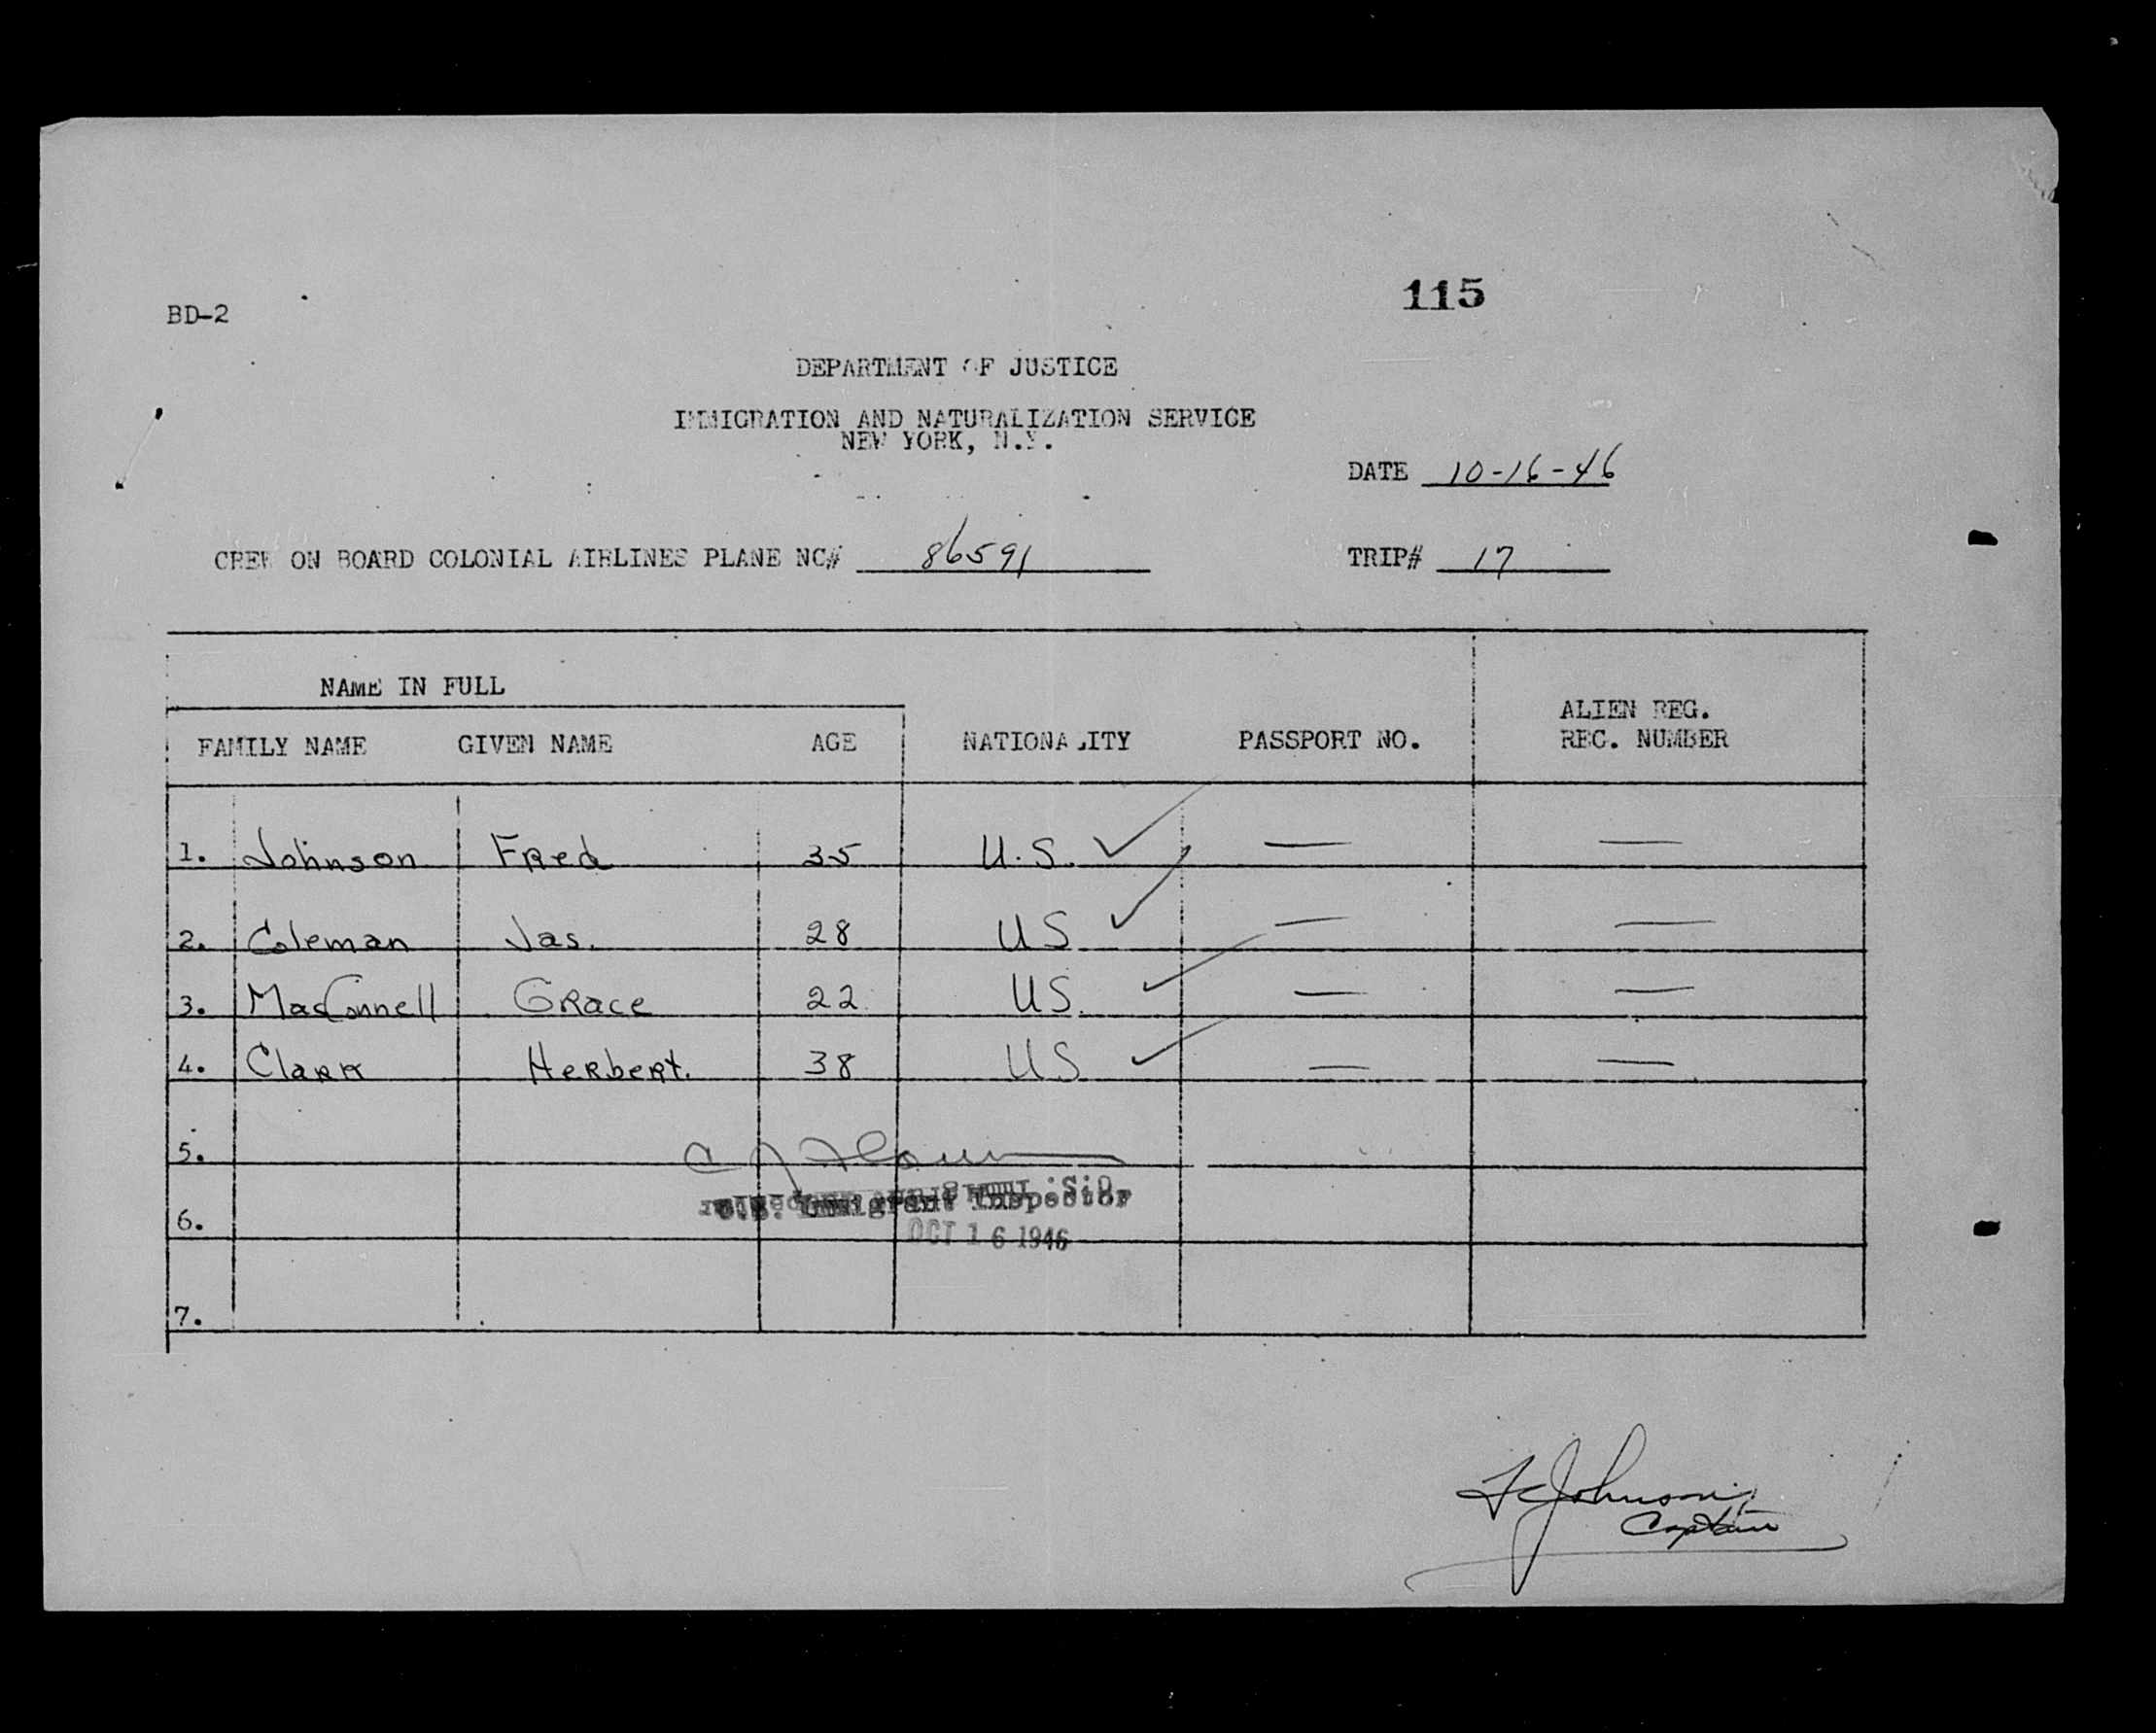 115
BD-2
DEPARTMENT OF JUSTICE
IMMIGRATION AND NATURALIZATION SERVICE
NEW YORK, N.Y.
DATE 10-16-46
CREW ON BOARD COLONIAL AIRLINES PLANE NC# 86591 TRIP# 17
NAME IN FULL
ALIEN REG.
FAMILY NAME GIVEN NAME AGE NATIONALITY PASSPORT NO. REC. NUMBER
1. Johnson Fred 35 U.S. ✓ — —
2. Coleman Jas. 28 US ✓ — —
3. MacConnell Grace 22 US. ✓ — —
4. Clark Herbert. 38 US ✓ — —
5.
U.S. Immigrant Inspector
6.
OCT 16 1946
7.
Johnson
Captain